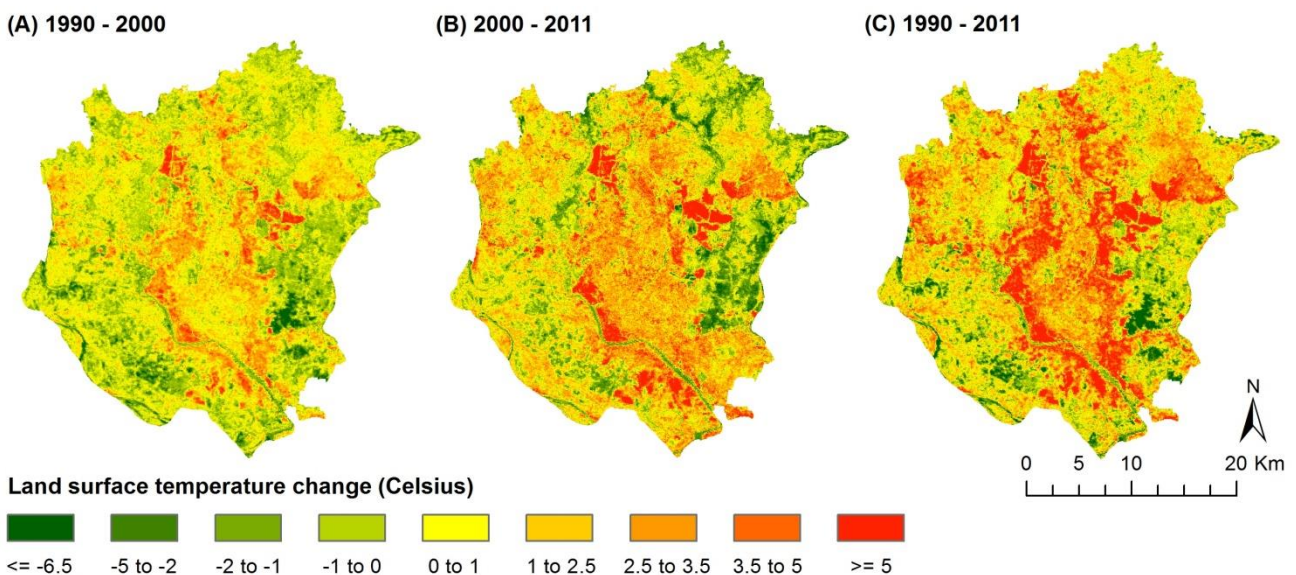 (A) 1990 - 2000
(B) 2000 - 2011
(C) 1990 - 2011
N
0 5 10 20 Km
Land surface temperature change (Celsius)
<= -6.5 -5 to -2 -2 to -1 -1 to 0 0 to 1 1 to 2.5 2.5 to 3.5 3.5 to 5 >= 5